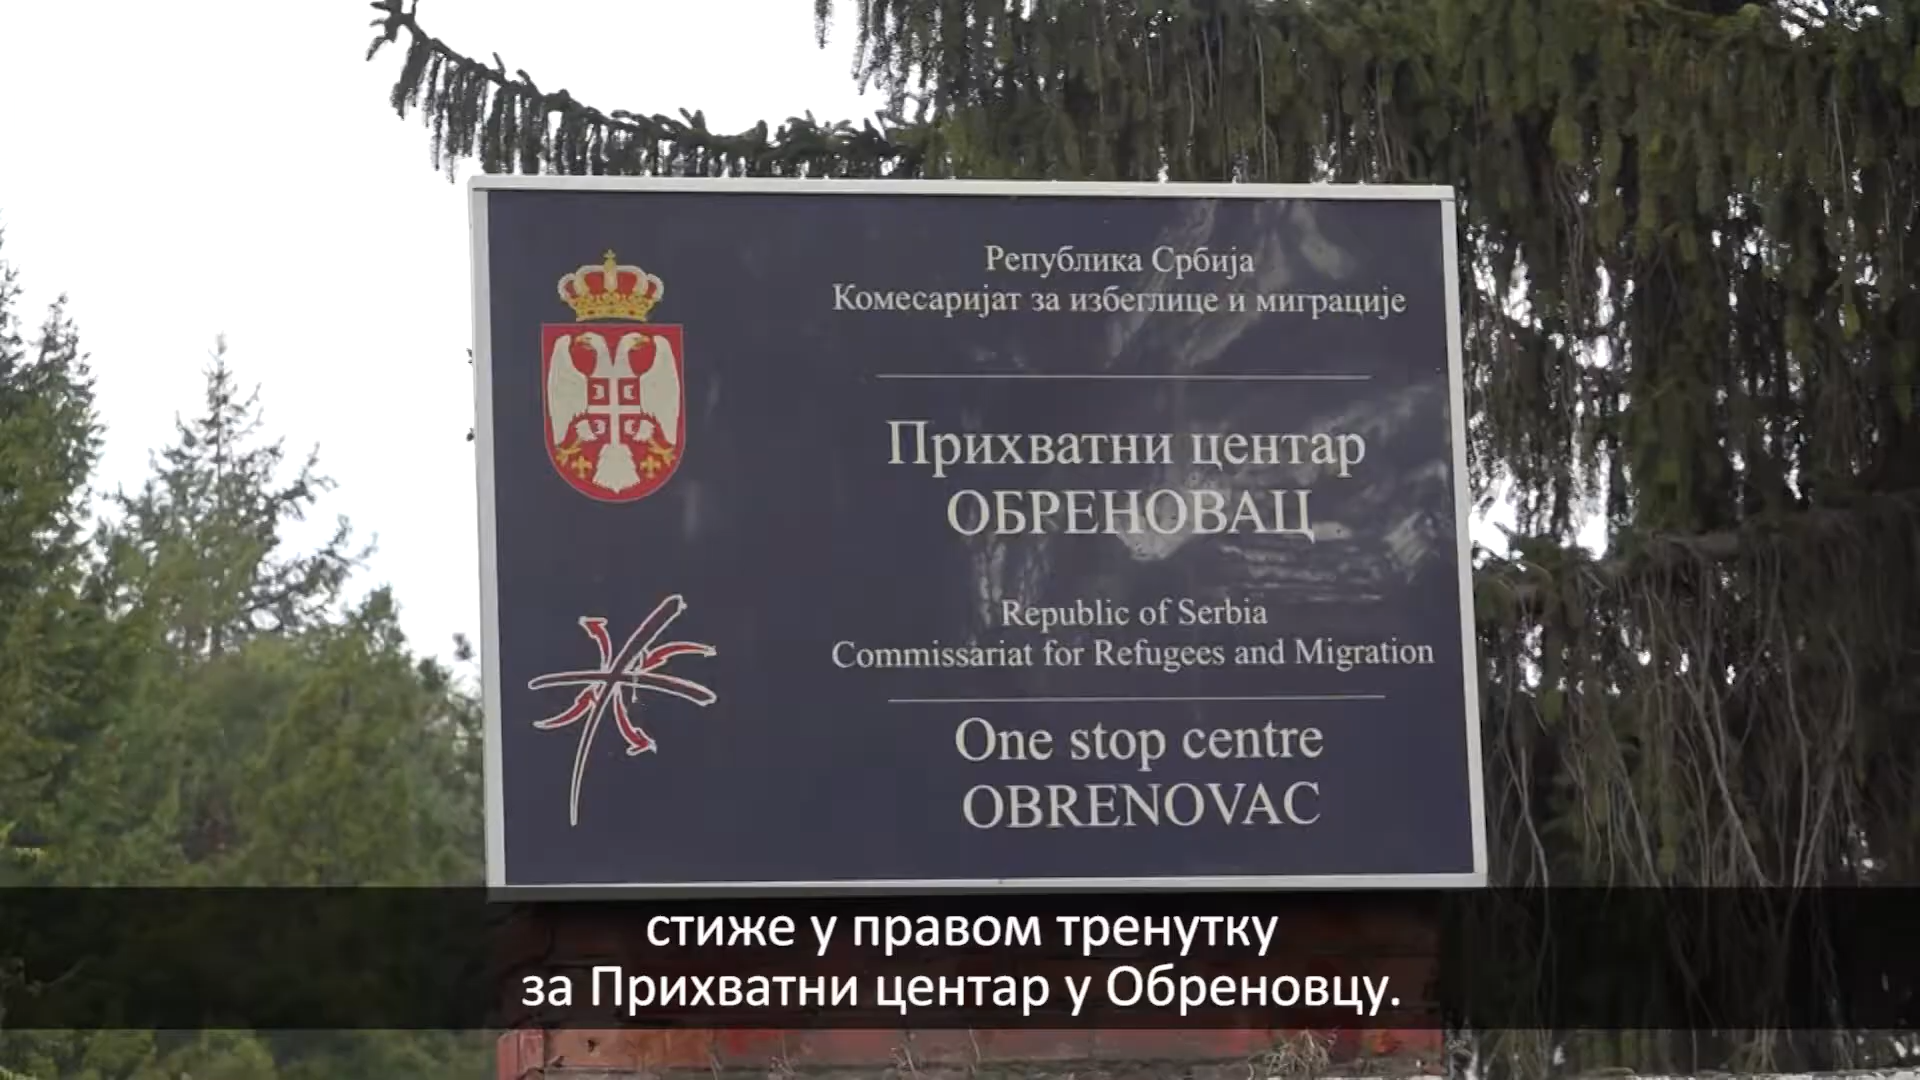 Република Србија
Комесаријат за избеглице и миграције
Прихватни центар
ОБРЕНОВАЦ
Republic of Serbia
Commissariat for Refugees and Migration
One stop centre
OBRENOVAC
стиже у правом тренутку
за Прихватни центар у Обреновцу.